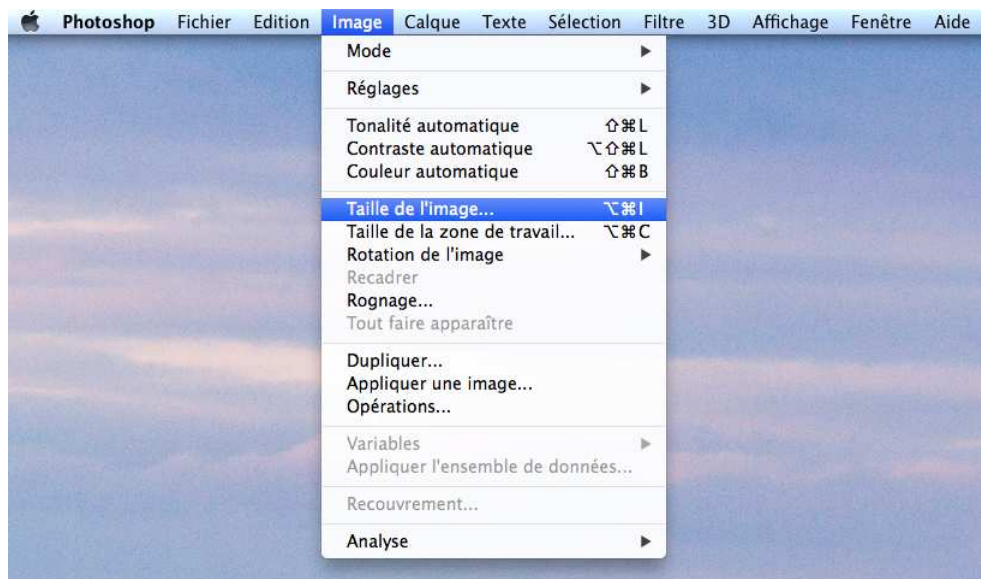 Photoshop Fichier Edition Image Calque Texte Sélection Filtre 3D Affichage Fenêtre Aide
Mode
Réglages
Tonalité automatique ⇧⌘L
Contraste automatique ⌥⇧⌘L
Couleur automatique ⇧⌘B
Taille de l'image... ⌥⌘I
Taille de la zone de travail... ⌥⌘C
Rotation de l'image
Recadrer
Rognage...
Tout faire apparaître
Dupliquer...
Appliquer une image...
Opérations...
Variables
Appliquer l'ensemble de données...
Recouvrement...
Analyse